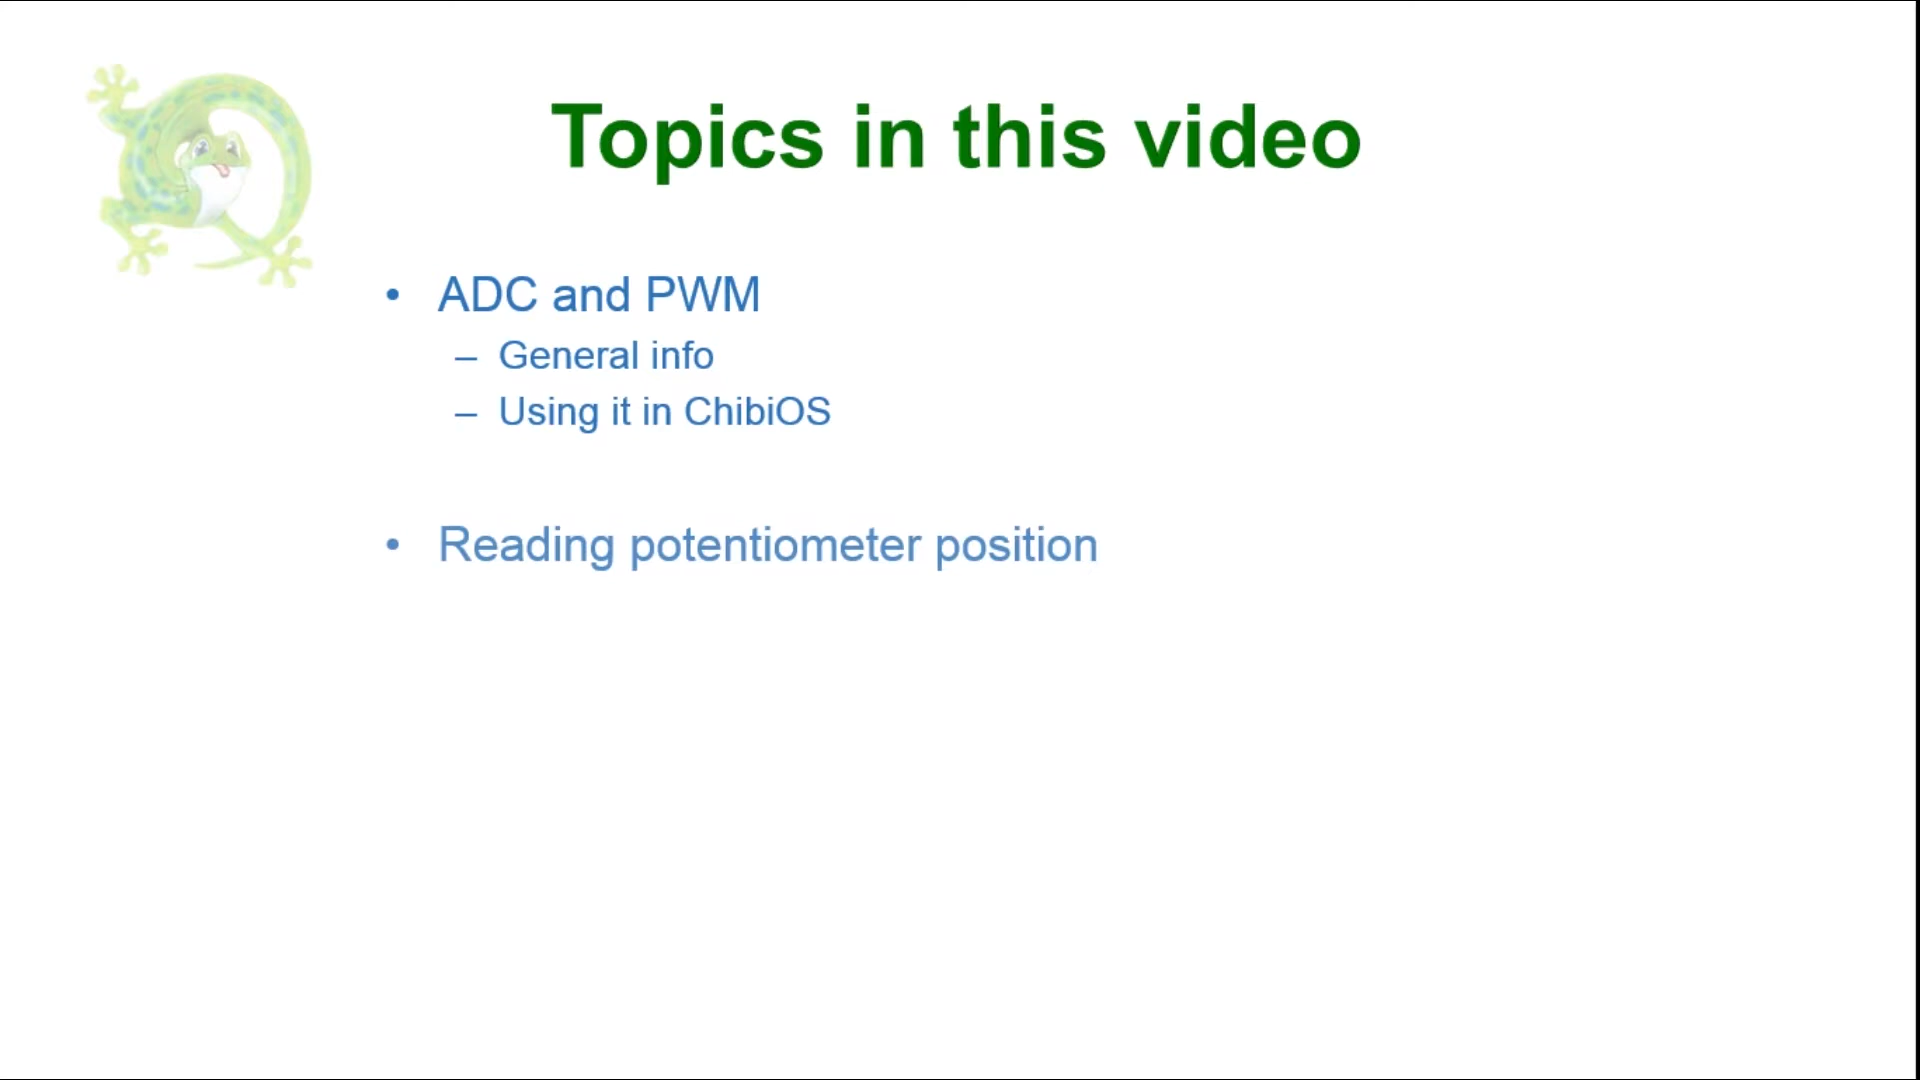 Topics in this video
• ADC and PWM
– General info
– Using it in ChibiOS
• Reading potentiometer position